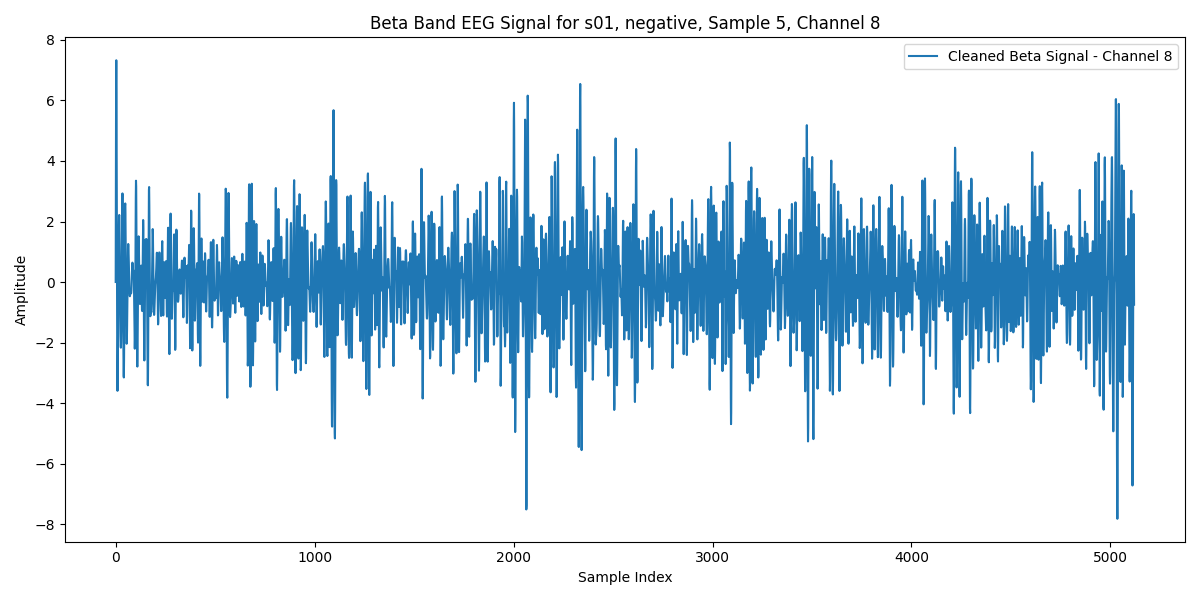 Beta Band EEG Signal for s01, negative, Sample 5, Channel 8
Cleaned Beta Signal - Channel 8
Amplitude
8
6
4
2
0
−2
−4
−6
−8
0 1000 2000 3000 4000 5000
Sample Index